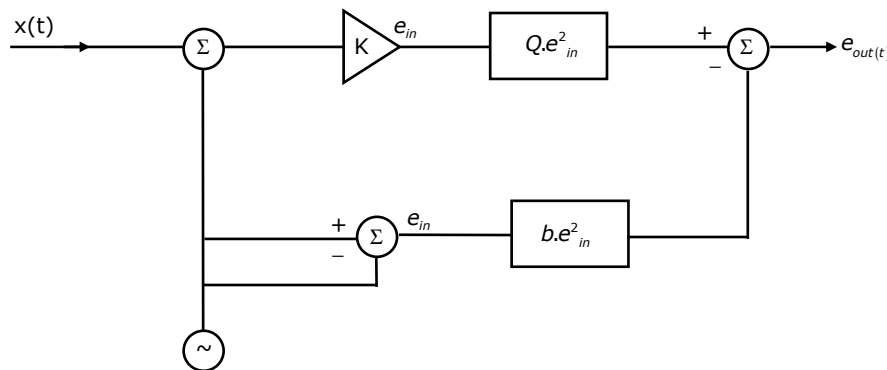 x(t)
Σ
K
e_in
Q.e²_in
+
−
Σ
e_out(t)
+
−
Σ
e_in
b.e²_in
~